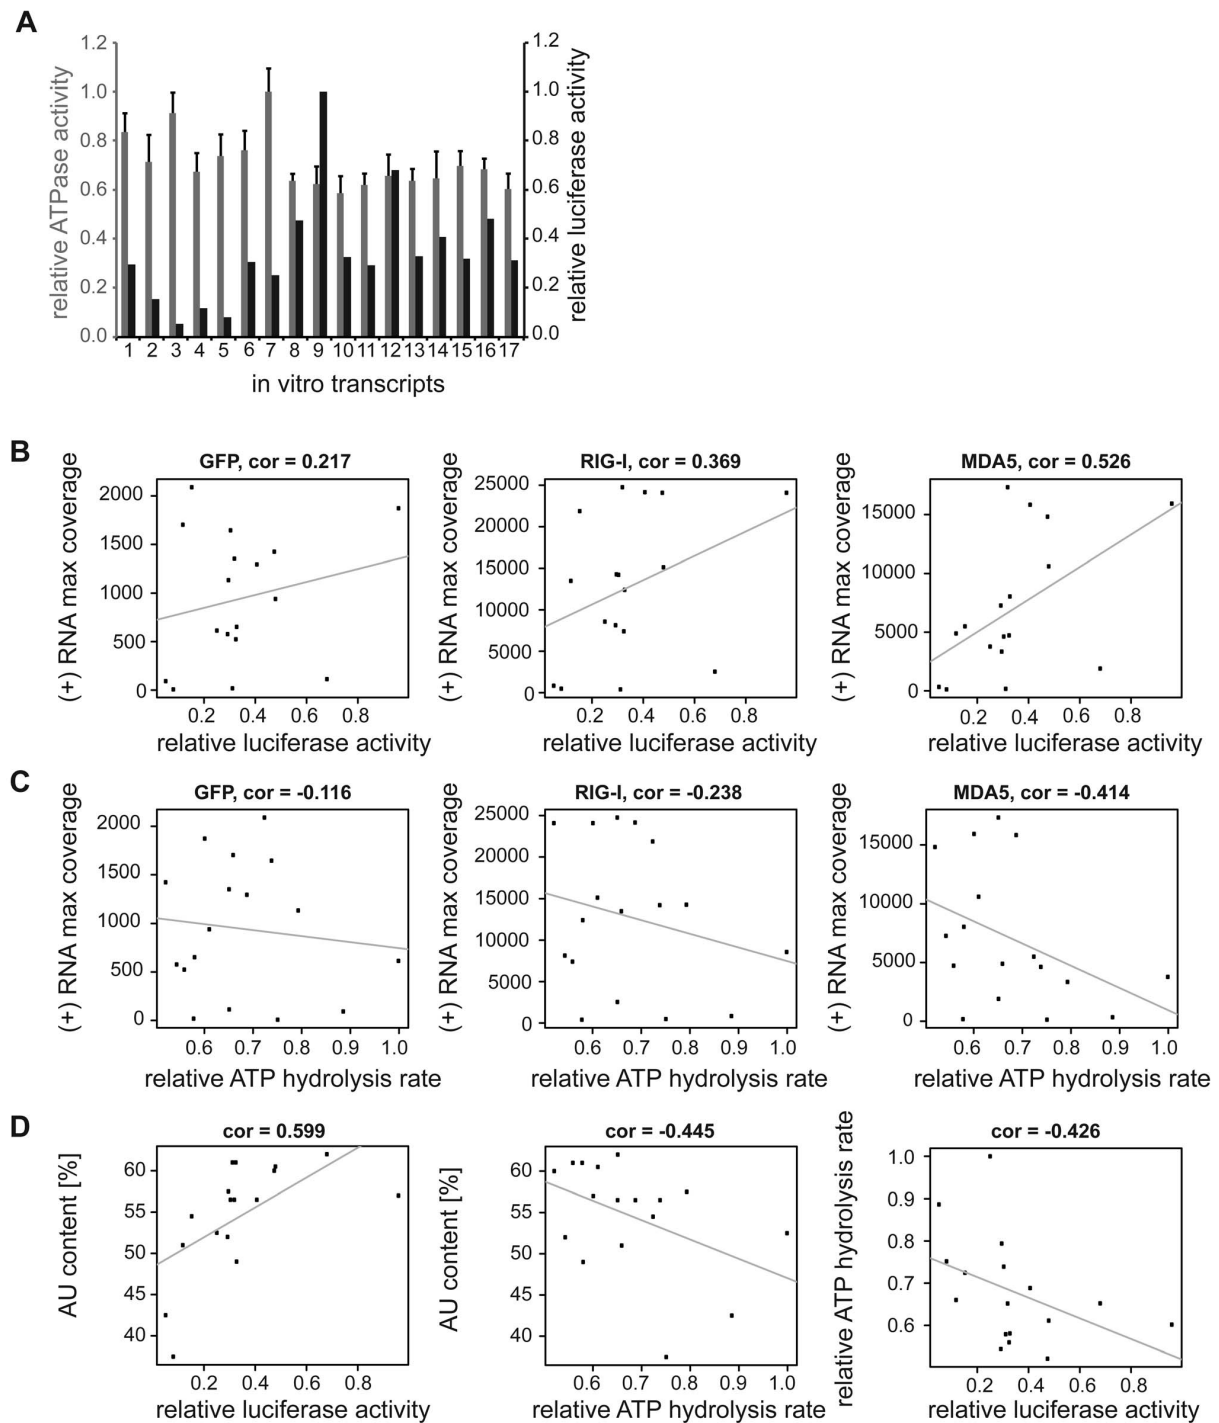 A
relative ATPase activity
1.2
1.0
0.8
0.6
0.4
0.2
0.0
1.2
1.0
0.8
0.6
0.4
0.2
0.0
relative luciferase activity
1 2 3 4 5 6 7 8 9 10 11 12 13 14 15 16 17
in vitro transcripts
B
GFP, cor = 0.217
(+) RNA max coverage
2000
1500
1000
500
0
0.2 0.4 0.6 0.8
relative luciferase activity
RIG-I, cor = 0.369
(+) RNA max coverage
25000
20000
15000
10000
5000
0
0.2 0.4 0.6 0.8
relative luciferase activity
MDA5, cor = 0.526
(+) RNA max coverage
15000
10000
5000
0
0.2 0.4 0.6 0.8
relative luciferase activity
C
GFP, cor = -0.116
(+) RNA max coverage
2000
1500
1000
500
0
0.6 0.7 0.8 0.9 1.0
relative ATP hydrolysis rate
RIG-I, cor = -0.238
(+) RNA max coverage
25000
20000
15000
10000
5000
0
0.6 0.7 0.8 0.9 1.0
relative ATP hydrolysis rate
MDA5, cor = -0.414
(+) RNA max coverage
15000
10000
5000
0
0.6 0.7 0.8 0.9 1.0
relative ATP hydrolysis rate
D
cor = 0.599
AU content [%]
60
55
50
45
40
0.2 0.4 0.6 0.8
relative luciferase activity
cor = -0.445
AU content [%]
60
55
50
45
40
0.6 0.7 0.8 0.9 1.0
relative ATP hydrolysis rate
cor = -0.426
relative ATP hydrolysis rate
1.0
0.9
0.8
0.7
0.6
0.2 0.4 0.6 0.8
relative luciferase activity